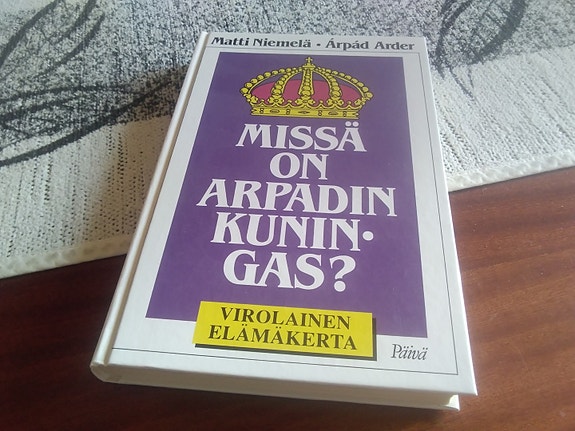 Matti Niemelä • Árpád Arder
MISSÄ
ON
ARPADIN
KUNIN-
GAS?
VIROLAINEN
ELÄMÄKERTA
Päivä